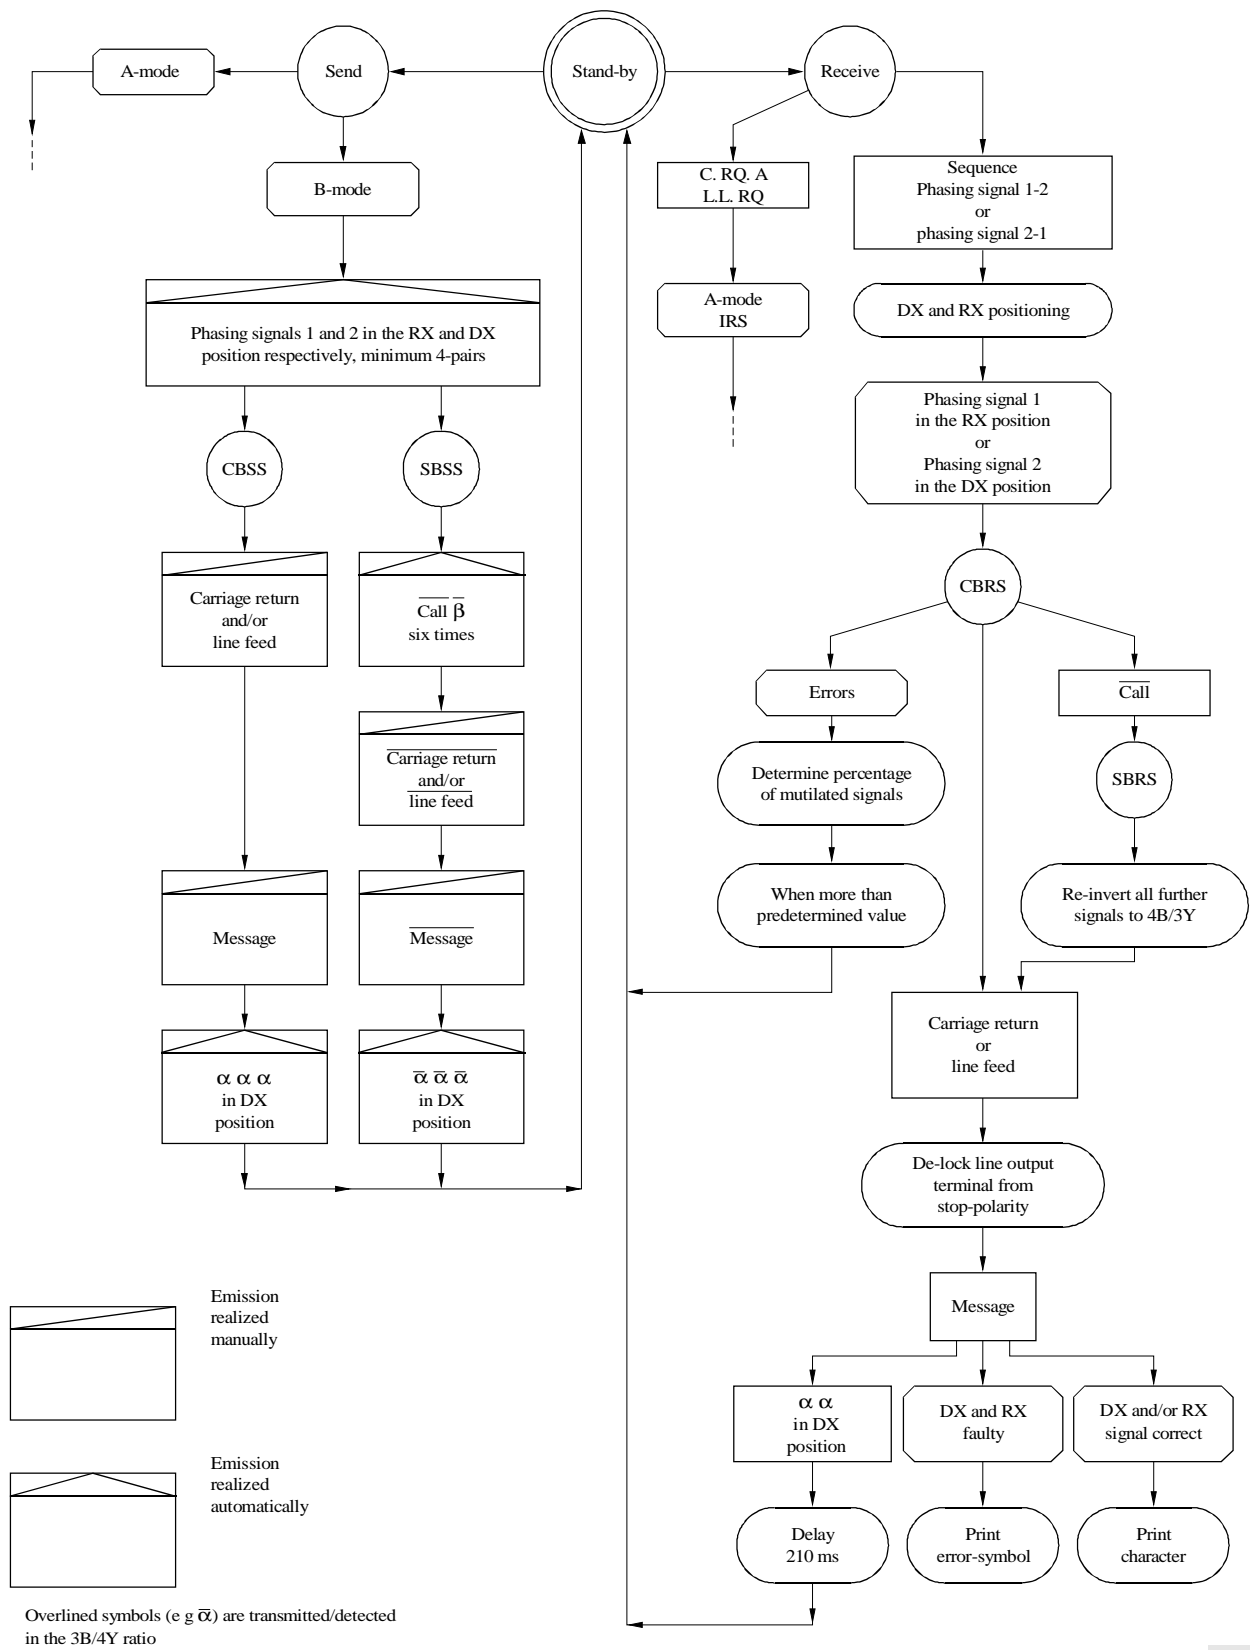 A-mode
Send
Stand-by
Receive
B-mode
C. RQ. A
L.L. RQ
Sequence
Phasing signal 1-2
or
phasing signal 2-1
A-mode
IRS
DX and RX positioning
Phasing signals 1 and 2 in the RX and DX
position respectively, minimum 4-pairs
Phasing signal 1
in the RX position
or
Phasing signal 2
in the DX position
CBSS
SBSS
CBRS
Carriage return
and/or
line feed
C̅a̅l̅l̅ β̅
six times
Errors
C̅a̅l̅l̅
C̅a̅r̅r̅i̅a̅g̅e̅ r̅e̅t̅u̅r̅n̅
and/or
l̅i̅n̅e̅ f̅e̅e̅d̅
Determine percentage
of mutilated signals
SBRS
When more than
predetermined value
Re-invert all further
signals to 4B/3Y
Message
M̅e̅s̅s̅a̅g̅e̅
Carriage return
or
line feed
α α α
in DX
position
α̅ α̅ α̅
in DX
position
De-lock line output
terminal from
stop-polarity
Message
α α
in DX
position
DX and RX
faulty
DX and/or RX
signal correct
Delay
210 ms
Print
error-symbol
Print
character
Emission
realized
manually
Emission
realized
automatically
Overlined symbols (e g α̅) are transmitted/detected
in the 3B/4Y ratio